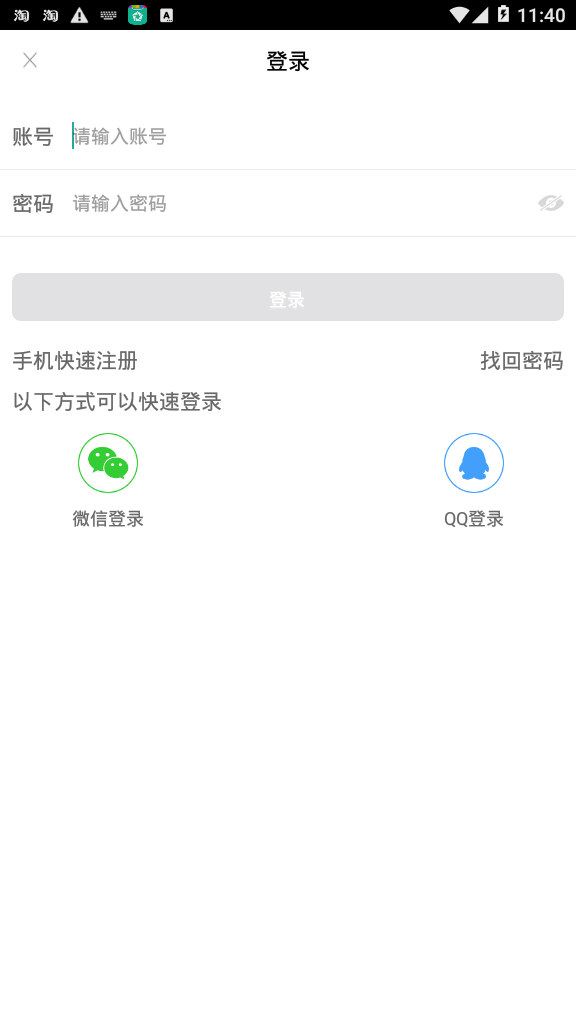 淘 淘 A 11:40
登录
账号 请输入账号
密码 请输入密码
登录
手机快速注册 找回密码
以下方式可以快速登录
微信登录 QQ登录